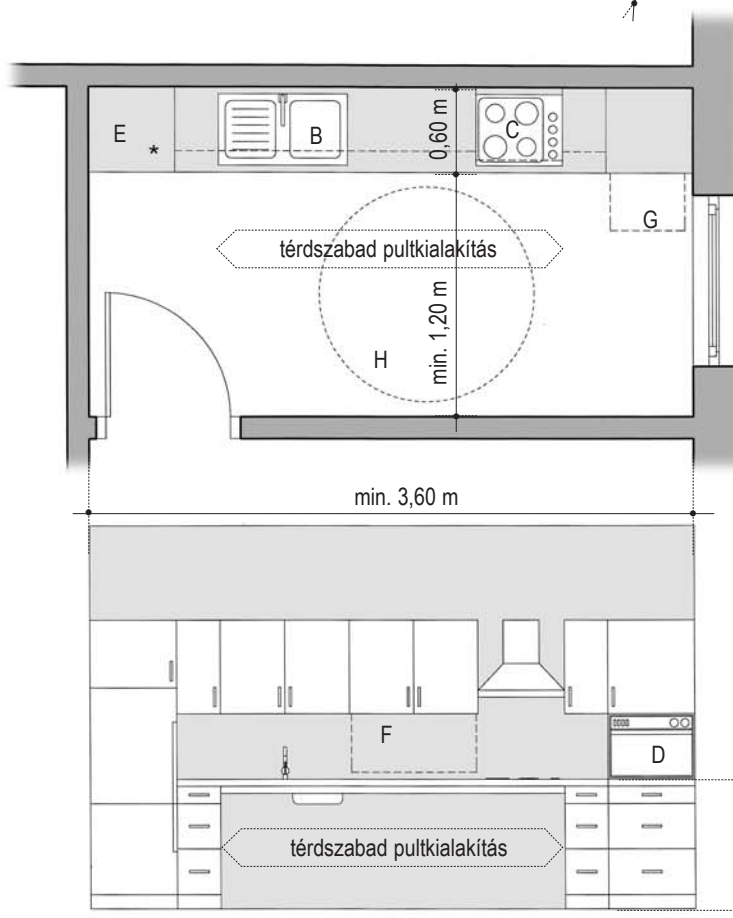 E
*
B
0,60 m
C
G
térdszabad pultkialakítás
min. 1,20 m
H
min. 3,60 m
F
D
térdszabad pultkialakítás